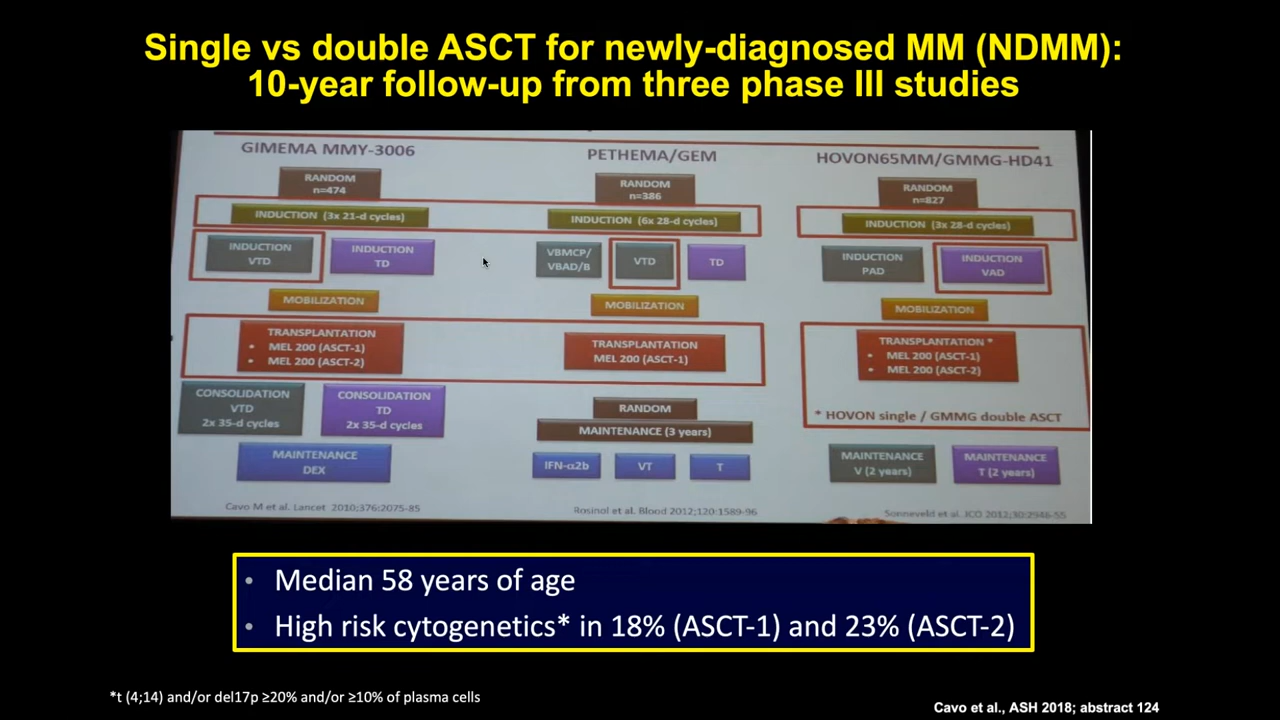 Single vs double ASCT for newly-diagnosed MM (NDMM):
10-year follow-up from three phase III studies
GIMEMA MMY-3006
RANDOM
n=474
INDUCTION (3x 21-d cycles)
INDUCTION
VTD
INDUCTION
TD
MOBILIZATION
TRANSPLANTATION
• MEL 200 (ASCT-1)
• MEL 200 (ASCT-2)
CONSOLIDATION
VTD
2x 35-d cycles
CONSOLIDATION
TD
2x 35-d cycles
MAINTENANCE
DEX
Cavo M et al. Lancet 2010;376:2075-85
PETHEMA/GEM
RANDOM
n=386
INDUCTION (6x 28-d cycles)
VBMCP/
VBAD/B
VTD
TD
MOBILIZATION
TRANSPLANTATION
MEL 200 (ASCT-1)
RANDOM
MAINTENANCE (3 years)
IFN-α2b
VT
T
Rosinol et al. Blood 2012;120:1589-96
HOVON65MM/GMMG-HD41
RANDOM
n=827
INDUCTION (3x 28-d cycles)
INDUCTION
PAD
INDUCTION
VAD
MOBILIZATION
TRANSPLANTATION *
• MEL 200 (ASCT-1)
• MEL 200 (ASCT-2)
* HOVON single / GMMG double ASCT
MAINTENANCE
V (2 years)
MAINTENANCE
T (2 years)
Sonneveld et al. JCO 2012;30:2946-55
• Median 58 years of age
• High risk cytogenetics* in 18% (ASCT-1) and 23% (ASCT-2)
*t (4;14) and/or del17p ≥20% and/or ≥10% of plasma cells
Cavo et al., ASH 2018; abstract 124